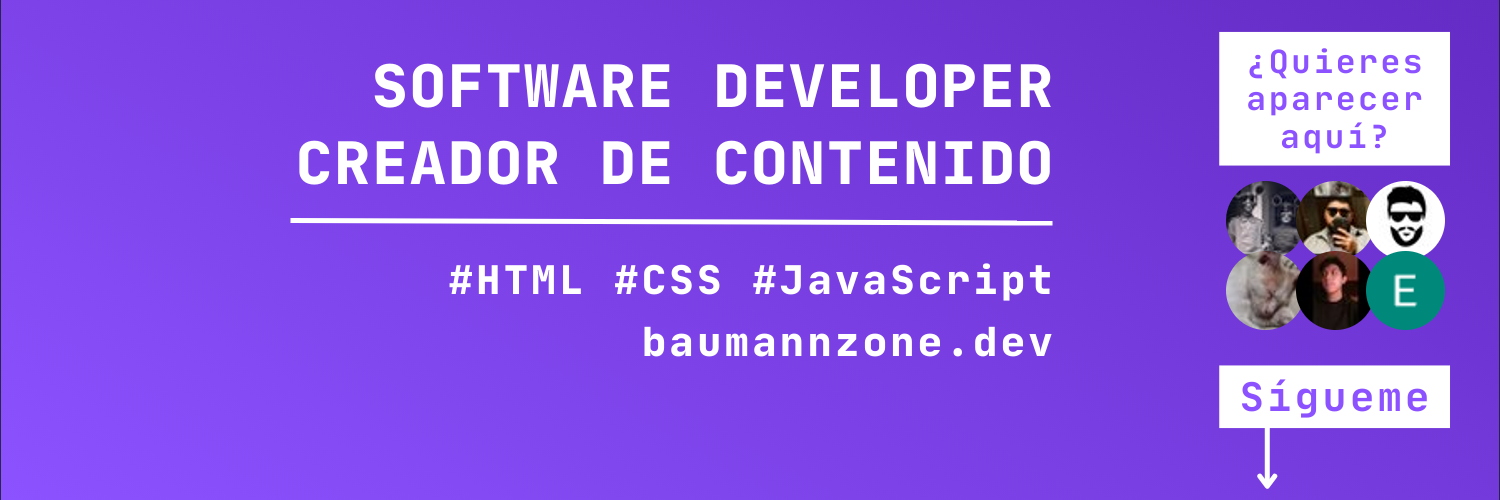 SOFTWARE DEVELOPER
CREADOR DE CONTENIDO
#HTML #CSS #JavaScript
baumannzone.dev
¿Quieres
aparecer
aquí?
E
Sígueme